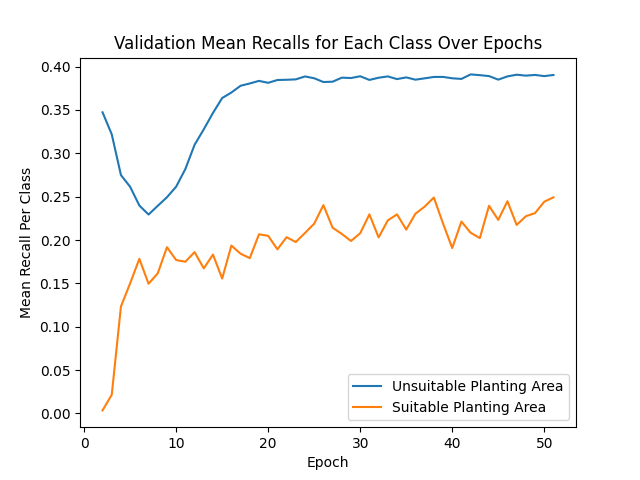 Validation Mean Recalls for Each Class Over Epochs
Mean Recall Per Class
0.40
0.35
0.30
0.25
0.20
0.15
0.10
0.05
0.00
Unsuitable Planting Area
Suitable Planting Area
0 10 20 30 40 50
Epoch